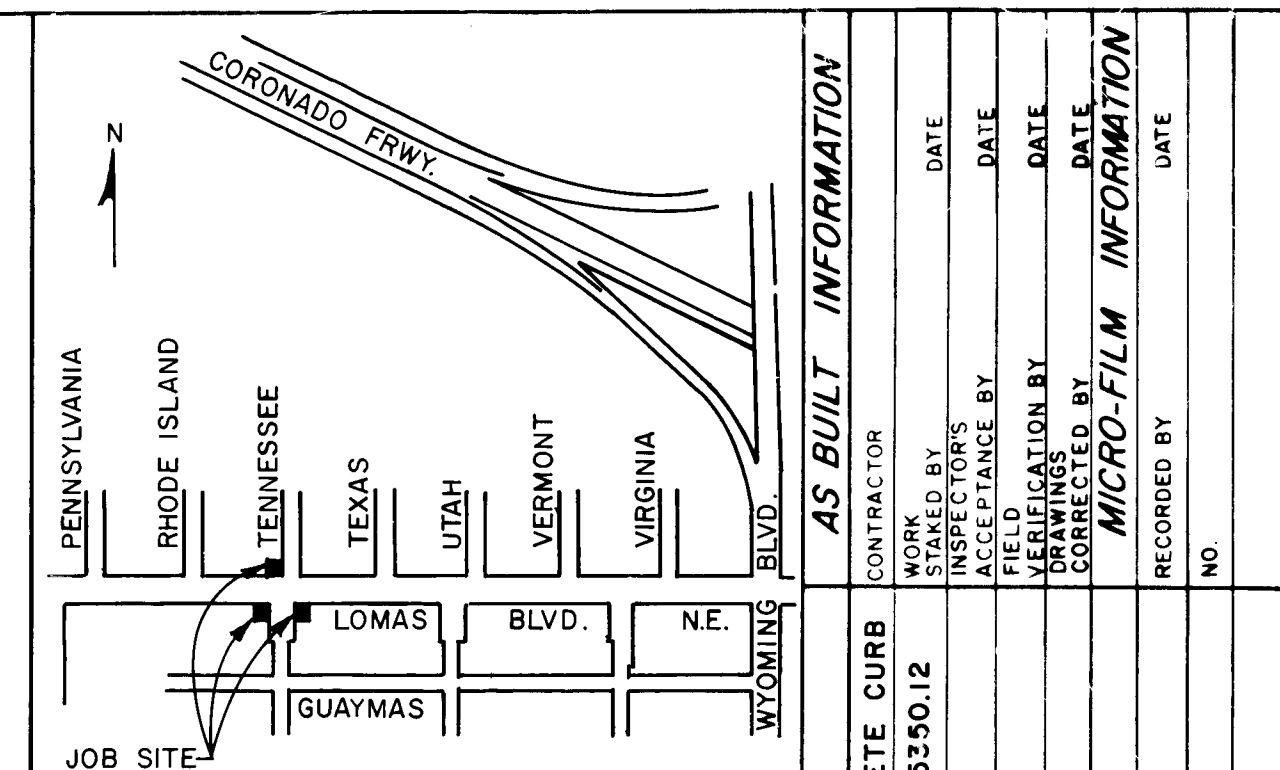 CORONADO FRWY.
N
PENNSYLVANIA
RHODE ISLAND
TENNESSEE
TEXAS
UTAH
VERMONT
VIRGINIA
WYOMING BLVD.
LOMAS BLVD. N.E.
GUAYMAS
JOB SITE
AS BUILT INFORMATION
CONTRACTOR
WORK
STAKED BY DATE
INSPECTOR'S
ACCEPTANCE BY DATE
FIELD
VERIFICATION BY DATE
DRAWINGS
CORRECTED BY DATE
MICRO-FILM INFORMATION
RECORDED BY DATE
NO.
ETE CURB
5350.12